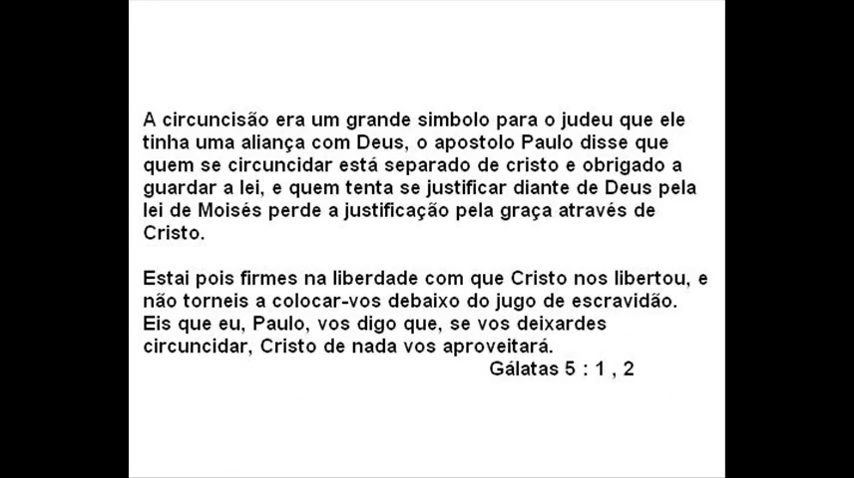 A circuncisão era um grande simbolo para o judeu que ele
tinha uma aliança com Deus, o apostolo Paulo disse que
quem se circuncidar está separado de cristo e obrigado a
guardar a lei, e quem tenta se justificar diante de Deus pela
lei de Moisés perde a justificação pela graça através de
Cristo.
Estai pois firmes na liberdade com que Cristo nos libertou, e
não torneis a colocar-vos debaixo do jugo de escravidão.
Eis que eu, Paulo, vos digo que, se vos deixardes
circuncidar, Cristo de nada vos aproveitará.
Gálatas 5 : 1 , 2